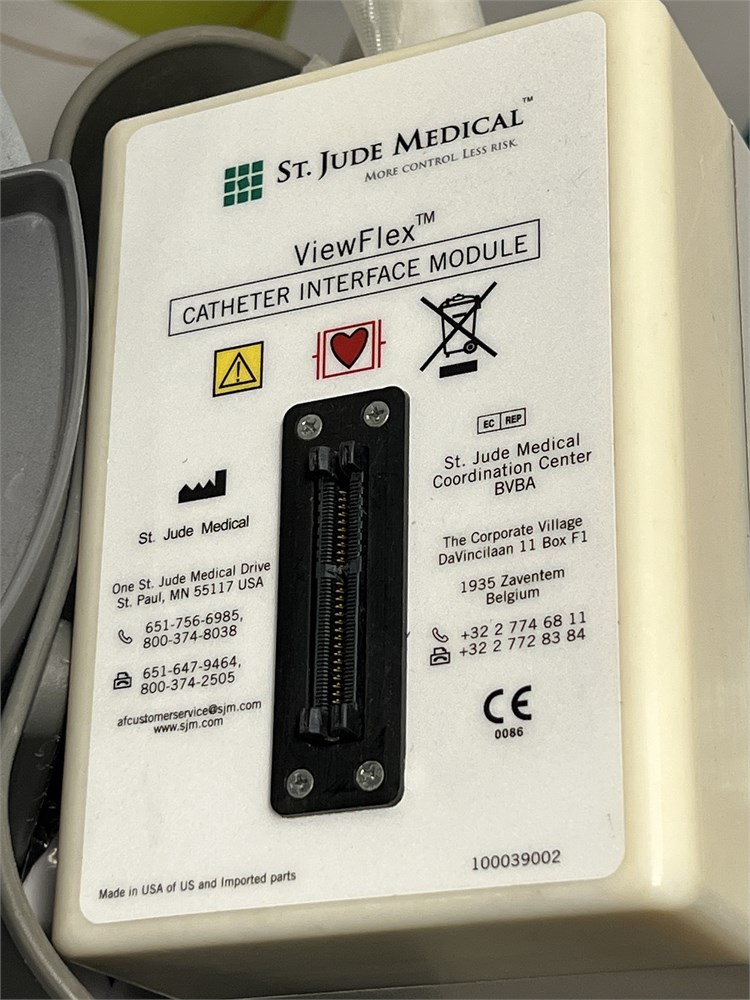 ST. JUDE MEDICAL™
MORE CONTROL. LESS RISK.
ViewFlex™
CATHETER INTERFACE MODULE
EC REP
St. Jude Medical
Coordination Center
BVBA
The Corporate Village
DaVincilaan 11 Box F1
1935 Zaventem
Belgium
+32 2 774 68 11
+32 2 772 83 84
CE
0086
St. Jude Medical
One St. Jude Medical Drive
St. Paul, MN 55117 USA
651-756-6985,
800-374-8038
651-647-9464,
800-374-2505
afcustomerservice@sjm.com
www.sjm.com
Made in USA of US and Imported parts
100039002